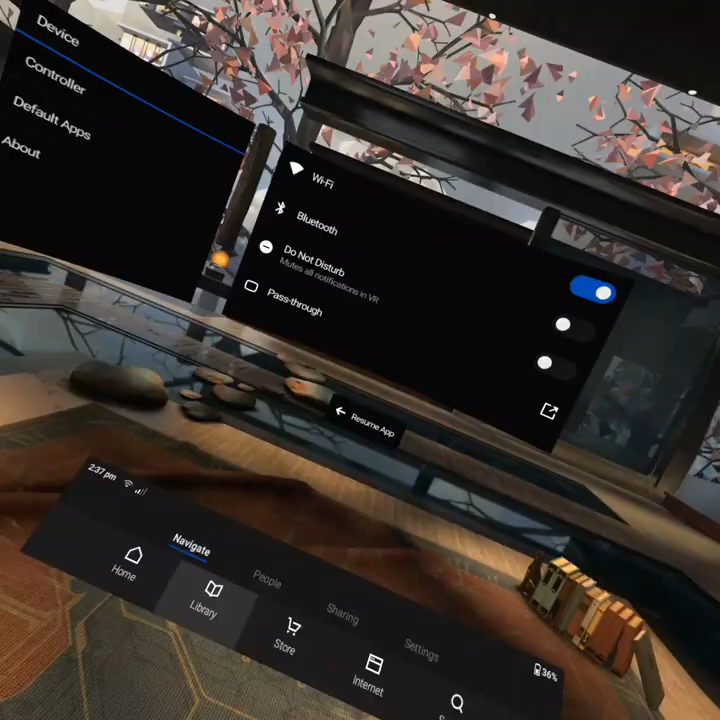 Device
Controller
Default Apps
About
Wi-Fi
Bluetooth
Do Not Disturb
Mutes all notifications in VR
Pass-through
Resume App
2:37 pm
Navigate
People
Sharing
Settings
Home
Library
Store
Internet
36%